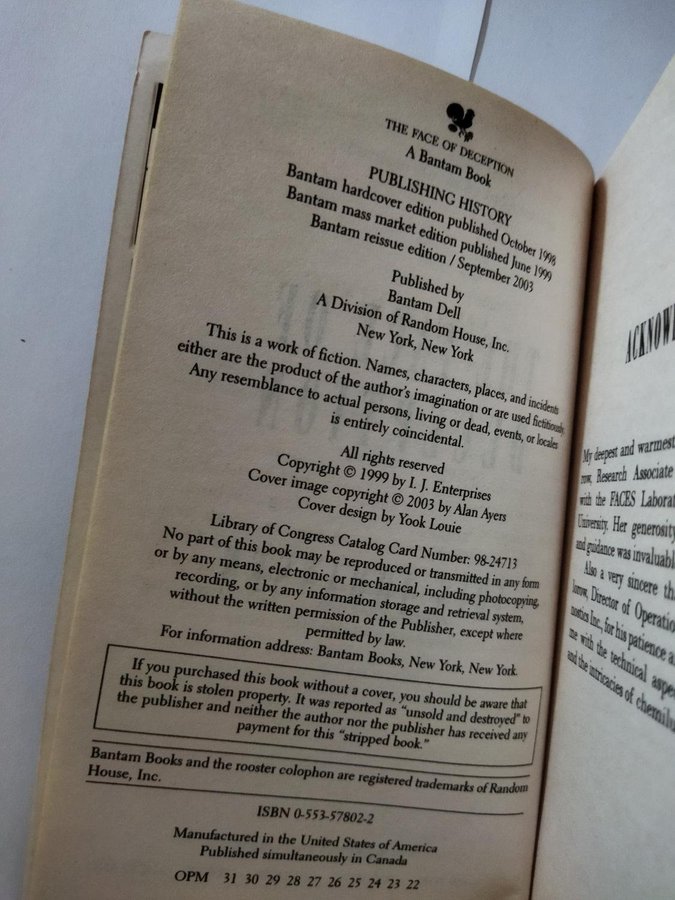 THE FACE OF DECEPTION
A Bantam Book
PUBLISHING HISTORY
Bantam hardcover edition published October 1998
Bantam mass market edition published June 1999
Bantam reissue edition / September 2003
Published by
Bantam Dell
A Division of Random House, Inc.
New York, New York
This is a work of fiction. Names, characters, places, and incidents
either are the product of the author's imagination or are used fictitiously.
Any resemblance to actual persons, living or dead, events, or locales
is entirely coincidental.
All rights reserved
Copyright © 1999 by I. J. Enterprises
Cover image copyright © 2003 by Alan Ayers
Cover design by Yook Louie
Library of Congress Catalog Card Number: 98-24713
No part of this book may be reproduced or transmitted in any form
or by any means, electronic or mechanical, including photocopying,
recording, or by any information storage and retrieval system,
without the written permission of the Publisher, except where
permitted by law.
For information address: Bantam Books, New York, New York.
If you purchased this book without a cover, you should be aware that
this book is stolen property. It was reported as "unsold and destroyed" to
the publisher and neither the author nor the publisher has received any
payment for this "stripped book."
Bantam Books and the rooster colophon are registered trademarks of Random
House, Inc.
ISBN 0-553-57802-2
Manufactured in the United States of America
Published simultaneously in Canada
OPM 31 30 29 28 27 26 25 24 23 22
ACKNOW
My deepest and warmest
row, Research Associate
with the FACES Laborat
University. Her generosity
and guidance was invaluabl
Also a very sincere th
row, Director of Operatio
nostics Inc., for his patience a
me with the technical aspe
and the intricacies of chemilu